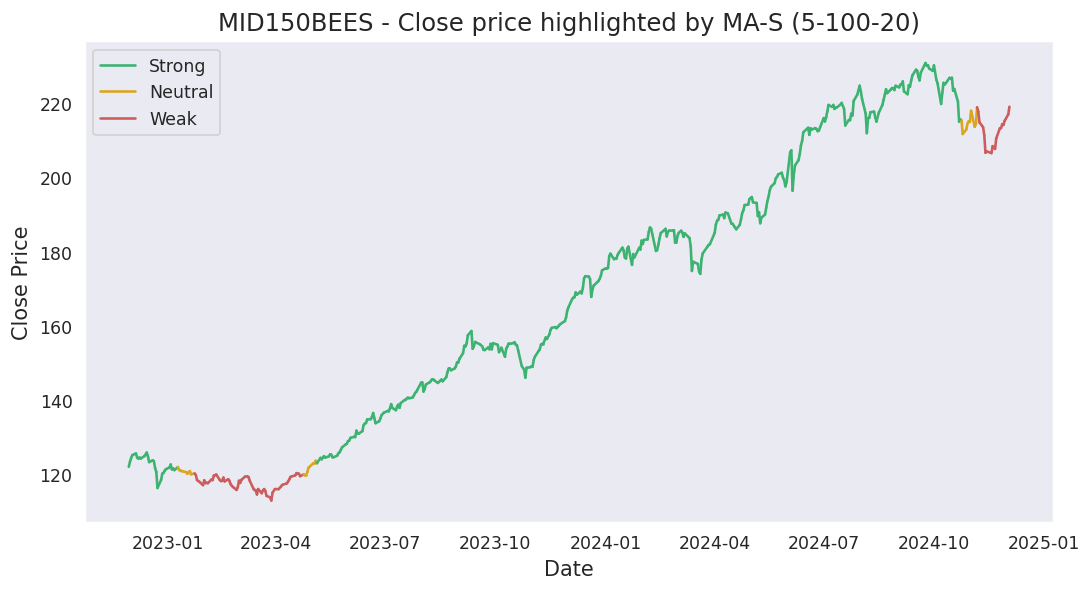 MID150BEES - Close price highlighted by MA-S (5-100-20)
Strong
Neutral
Weak
Close Price
220
200
180
160
140
120
2023-01 2023-04 2023-07 2023-10 2024-01 2024-04 2024-07 2024-10 2025-01
Date